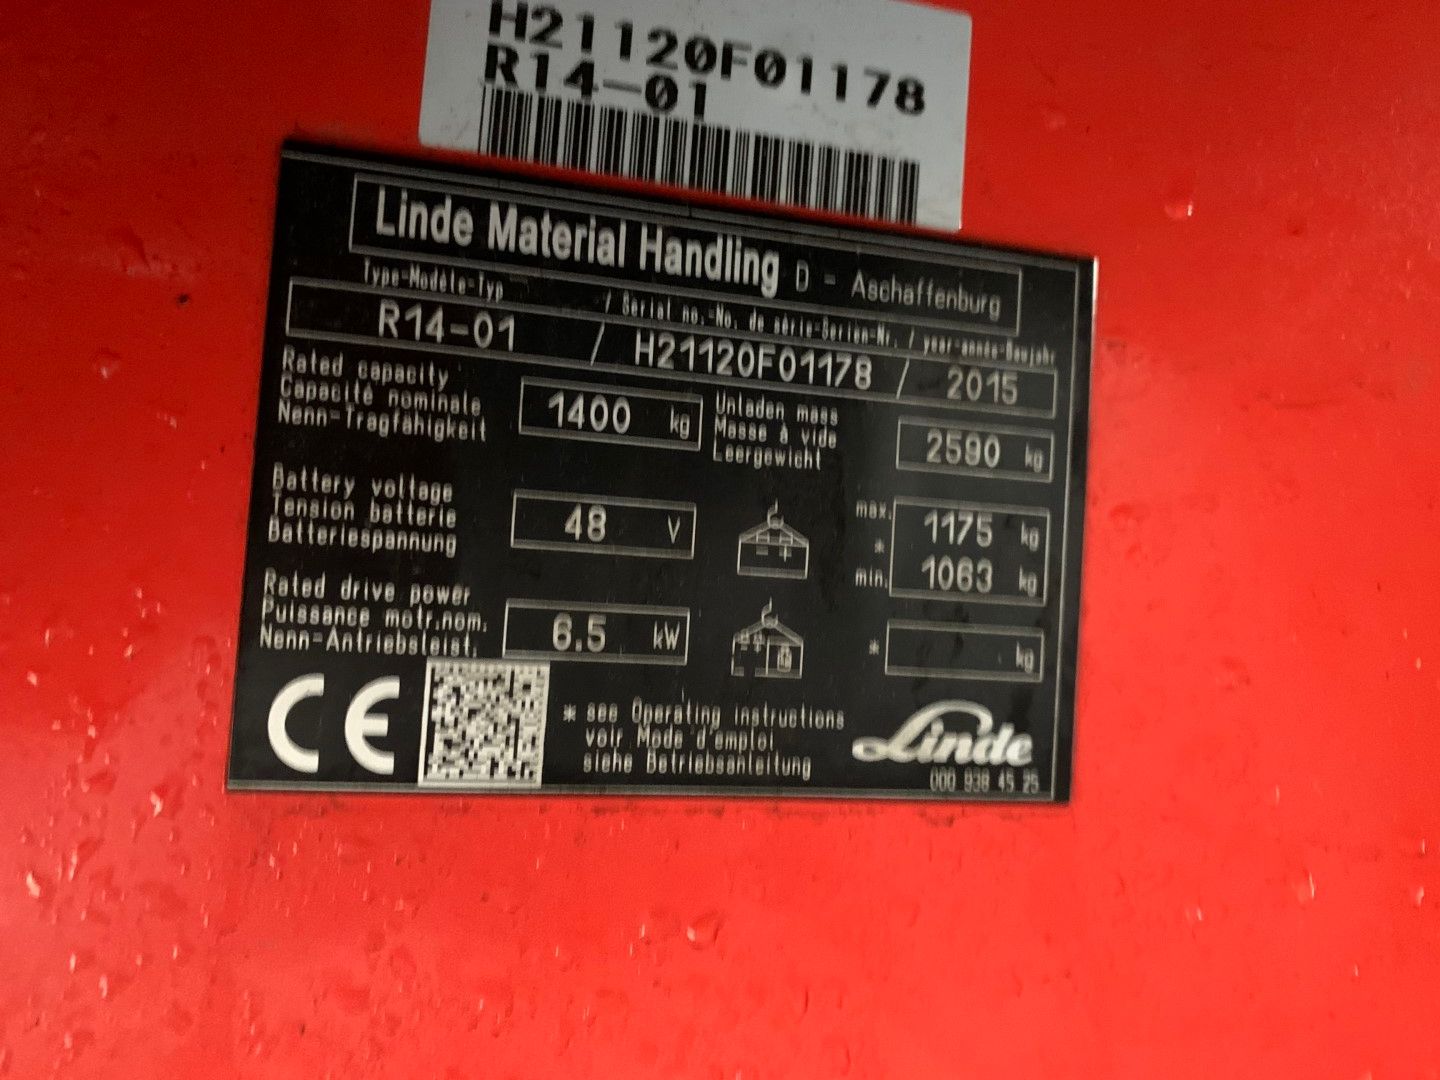 H21120F01178
R14-01
Linde Material Handling D - Aschaffenburg
Type-Modèle-Typ / Serial no.-No. de série-Serien-Nr. / year-année-Baujahr
R14-01 / H21120F01178 / 2015
Rated capacity
Capacité nominale
Nenn-Tragfähigkeit
1400 kg
Unladen mass
Masse à vide
Leergewicht
2590 kg
Battery voltage
Tension batterie
Batteriespannung
48 V
max. 1175 kg
*
min. 1063 kg
Rated drive power
Puissance motr.nom.
Nenn-Antriebsleist.
6.5 kW
* kg
CE
* see Operating instructions
voir Mode d'emploi
siehe Betriebsanleitung
Linde
000 938 45 25